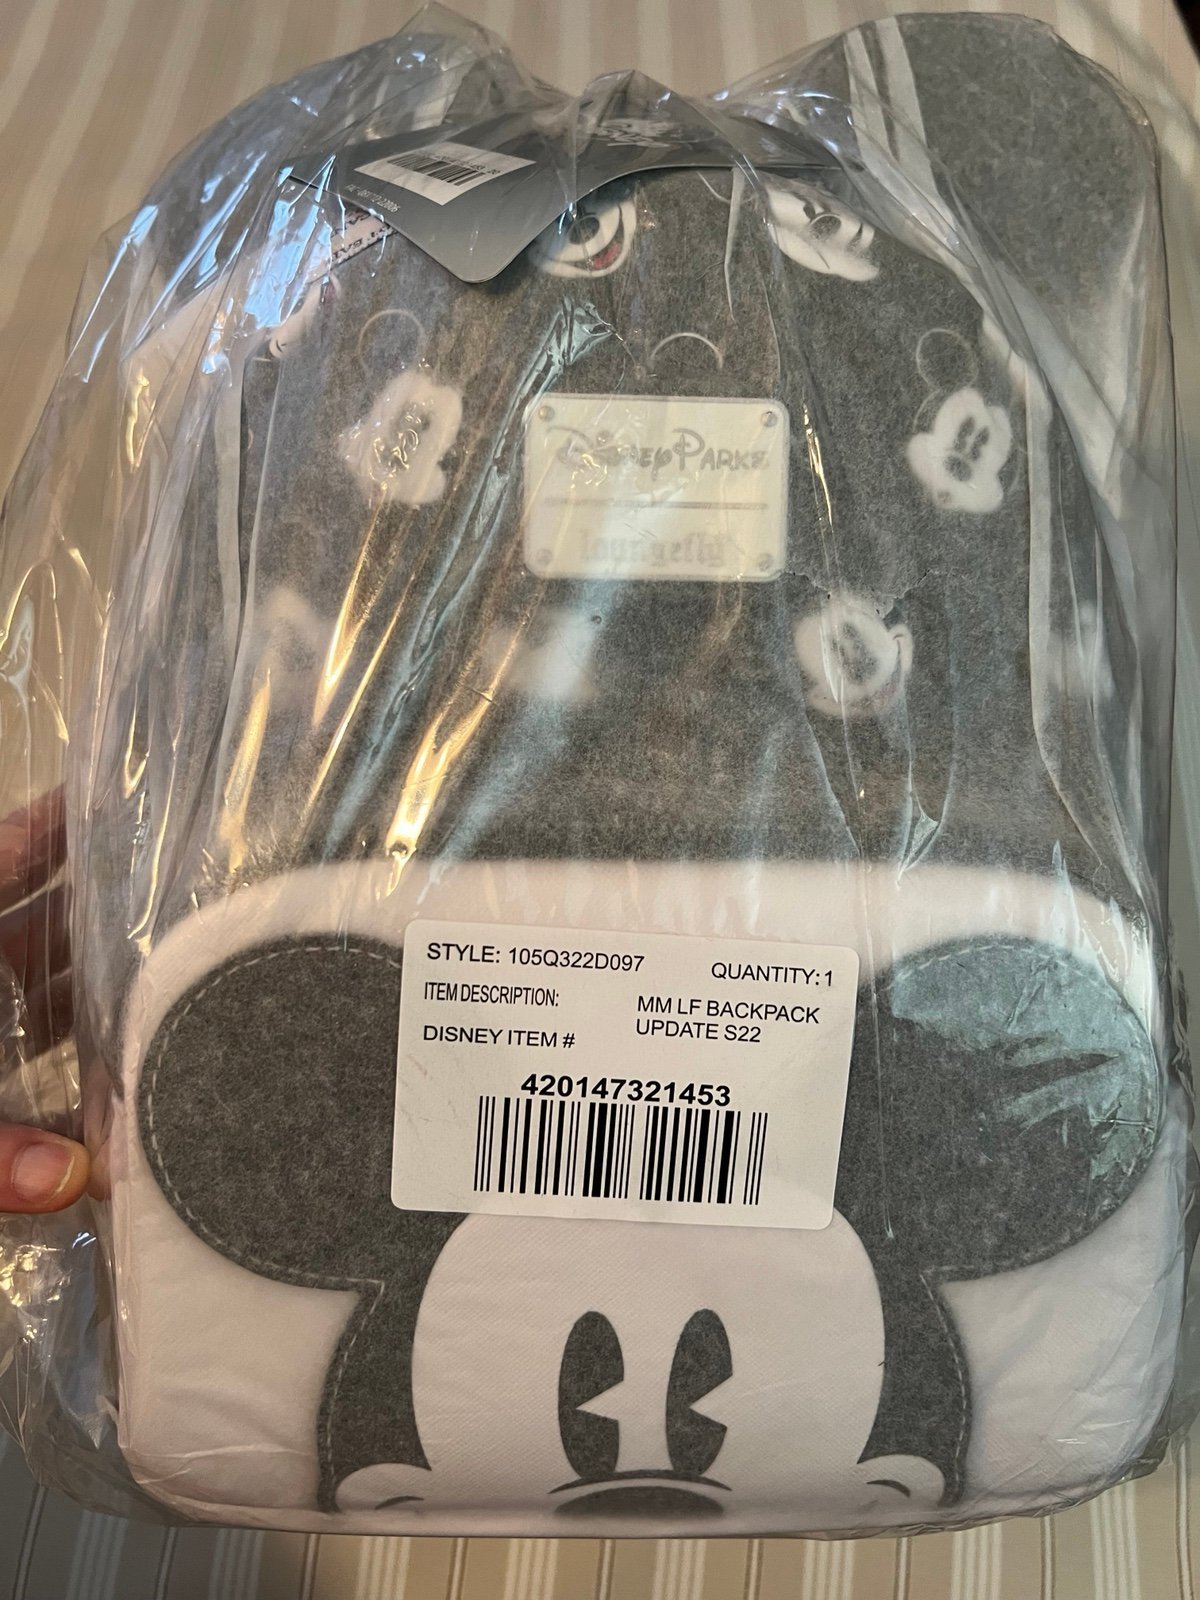 Disney Parks
Loungefly
STYLE: 105Q322D097
QUANTITY: 1
ITEM DESCRIPTION:
MM LF BACKPACK
UPDATE S22
DISNEY ITEM #
420147321453